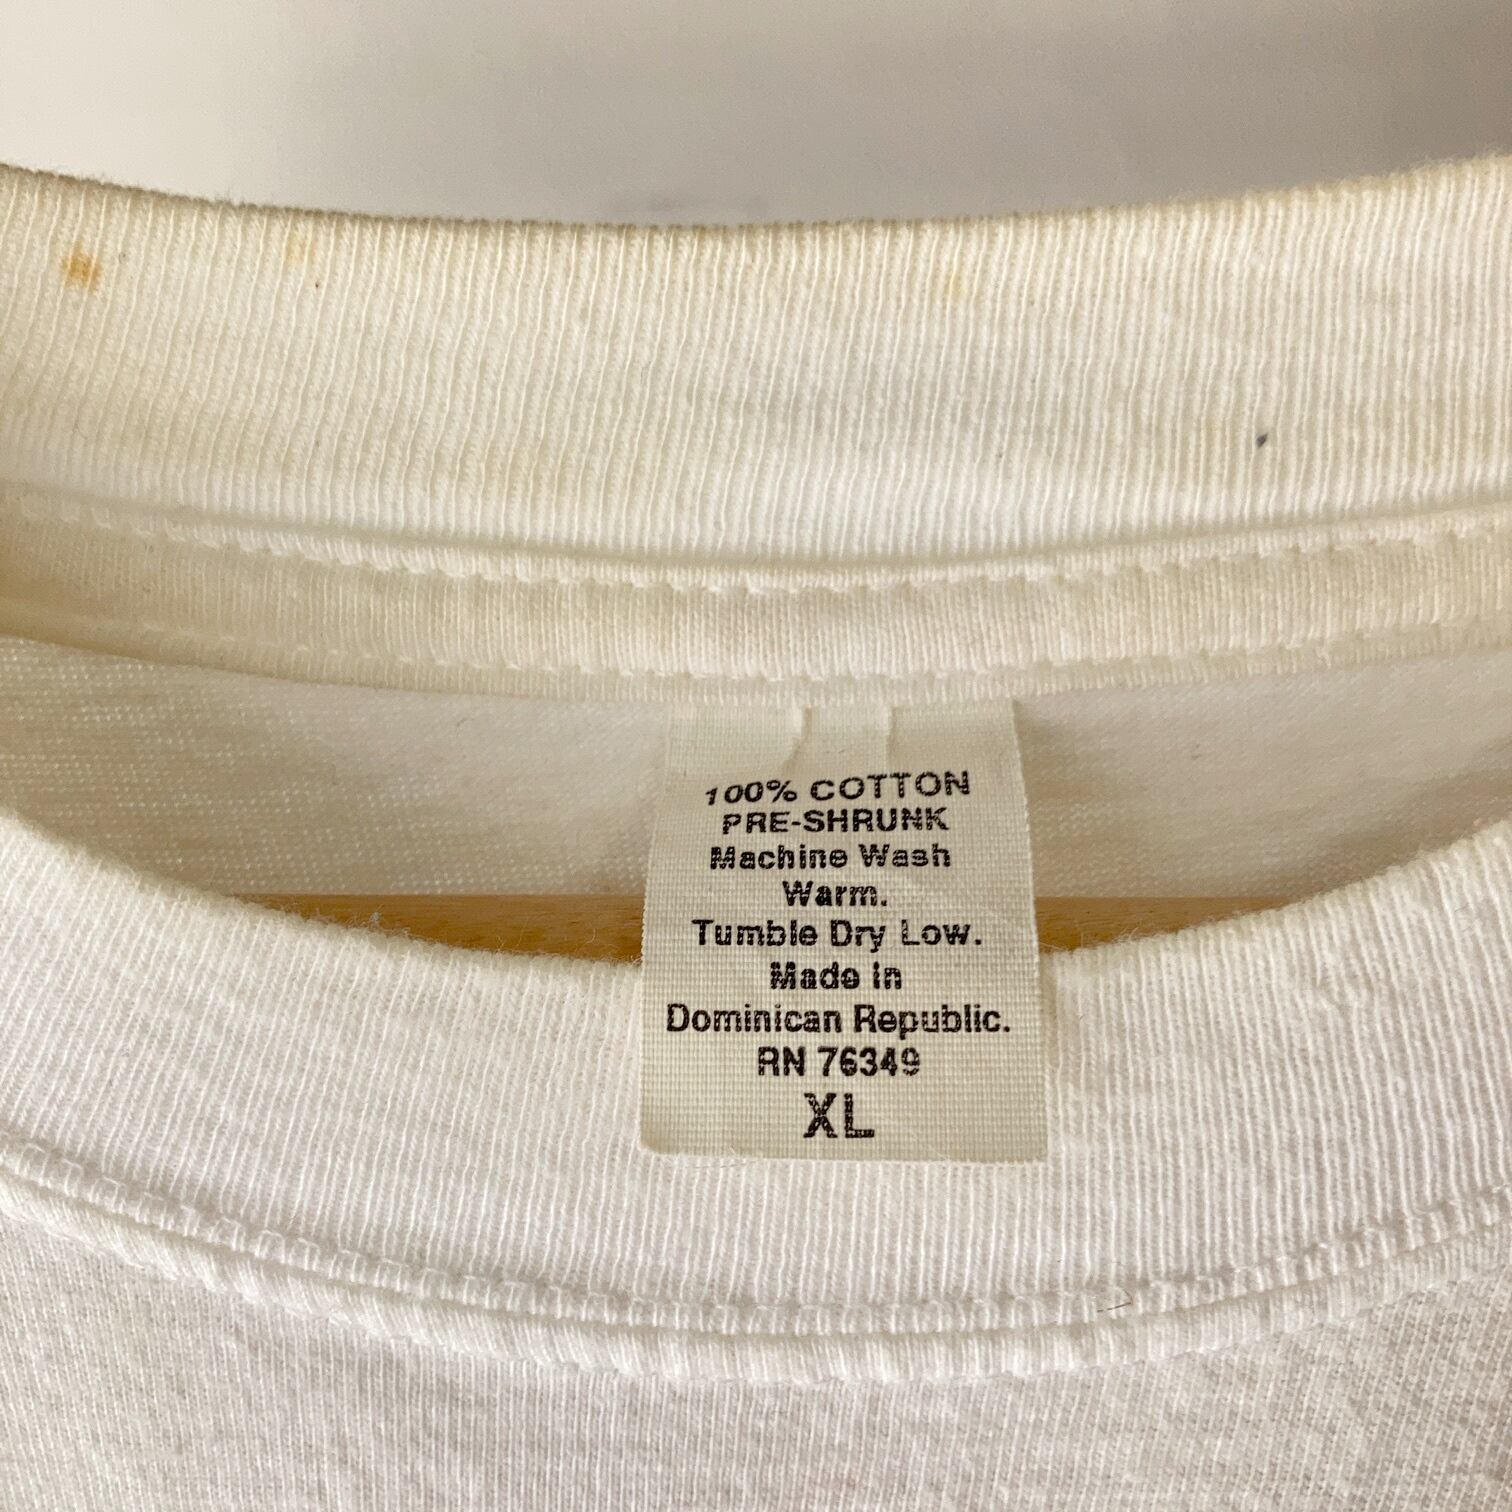 100% COTTON
PRE-SHRUNK
Machine Wash
Warm.
Tumble Dry Low.
Made in
Dominican Republic.
RN 76349
XL